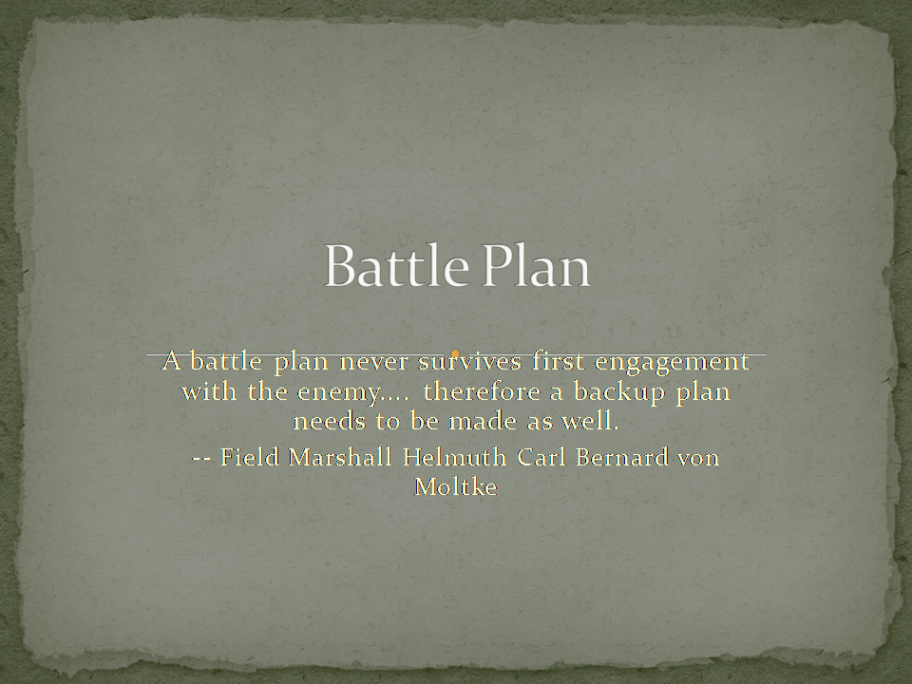 Battle Plan
A battle plan never survives first engagement
with the enemy.... therefore a backup plan
needs to be made as well.
-- Field Marshall Helmuth Carl Bernard von
Moltke